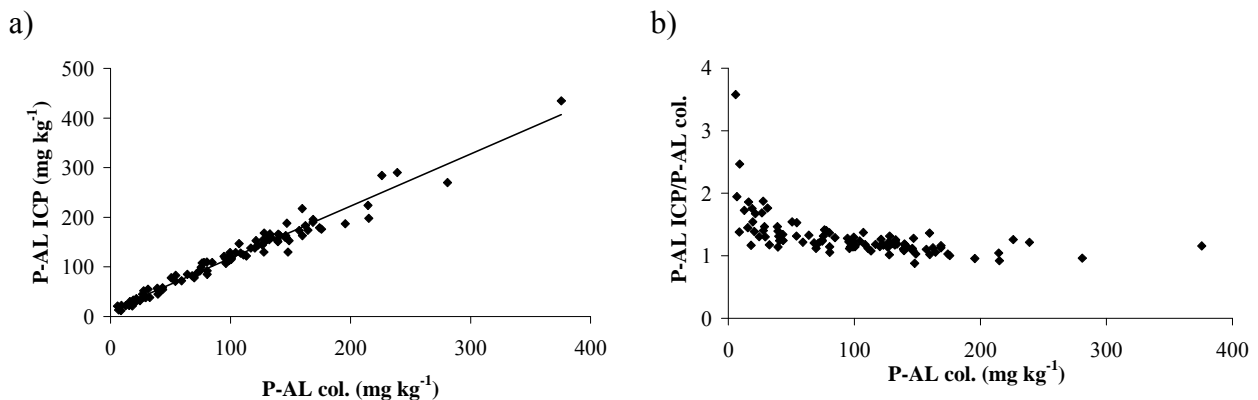 a)
500
400
300
200
100
0
P-AL ICP (mg kg⁻¹)
0 100 200 300 400
P-AL col. (mg kg⁻¹)
b)
4
3
2
1
0
P-AL ICP/P-AL col.
0 100 200 300 400
P-AL col. (mg kg⁻¹)